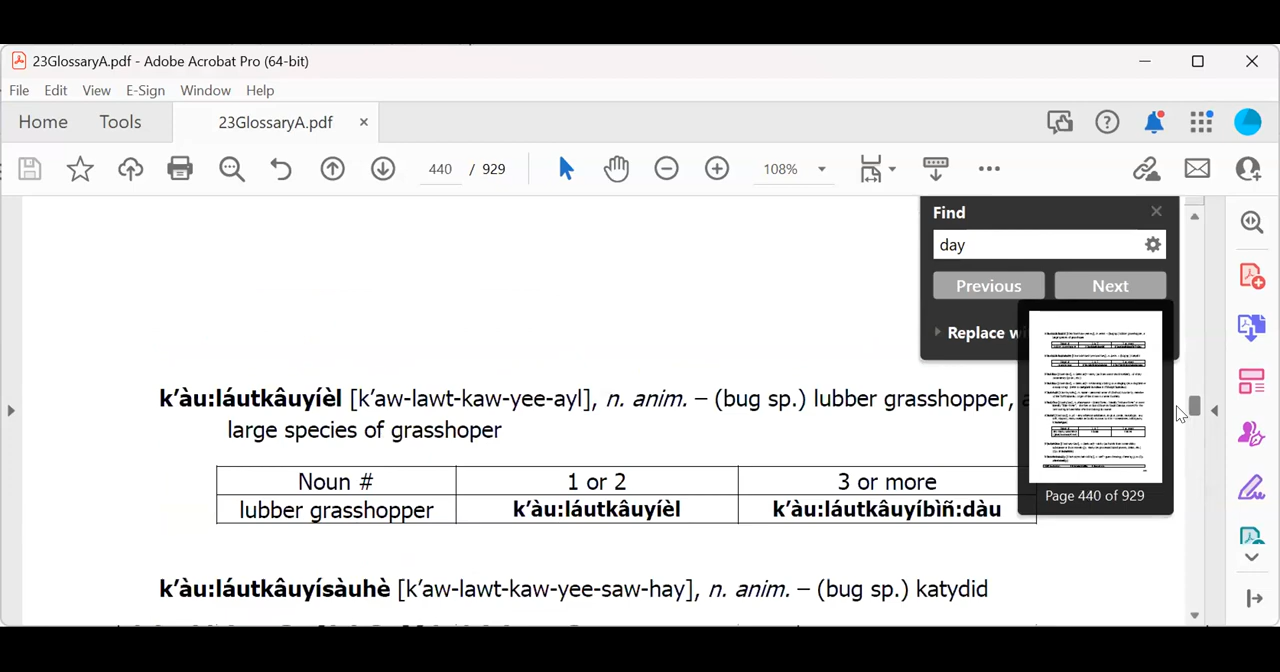 23GlossaryA.pdf - Adobe Acrobat Pro (64-bit)
File Edit View E-Sign Window Help
Home Tools 23GlossaryA.pdf
440 / 929 108%
Find
day
Previous Next
Replace wi
k’àu:láutkâuyíèl [k’aw-lawt-kaw-yee-ayl], n. anim. – (bug sp.) lubber grasshopper, a
large species of grasshoper
Noun # 1 or 2 3 or more
lubber grasshopper k’àu:láutkâuyíèl k’àu:láutkâuyíbìñ:dàu
Page 440 of 929
k’àu:láutkâuyísàuhè [k’aw-lawt-kaw-yee-saw-hay], n. anim. – (bug sp.) katydid